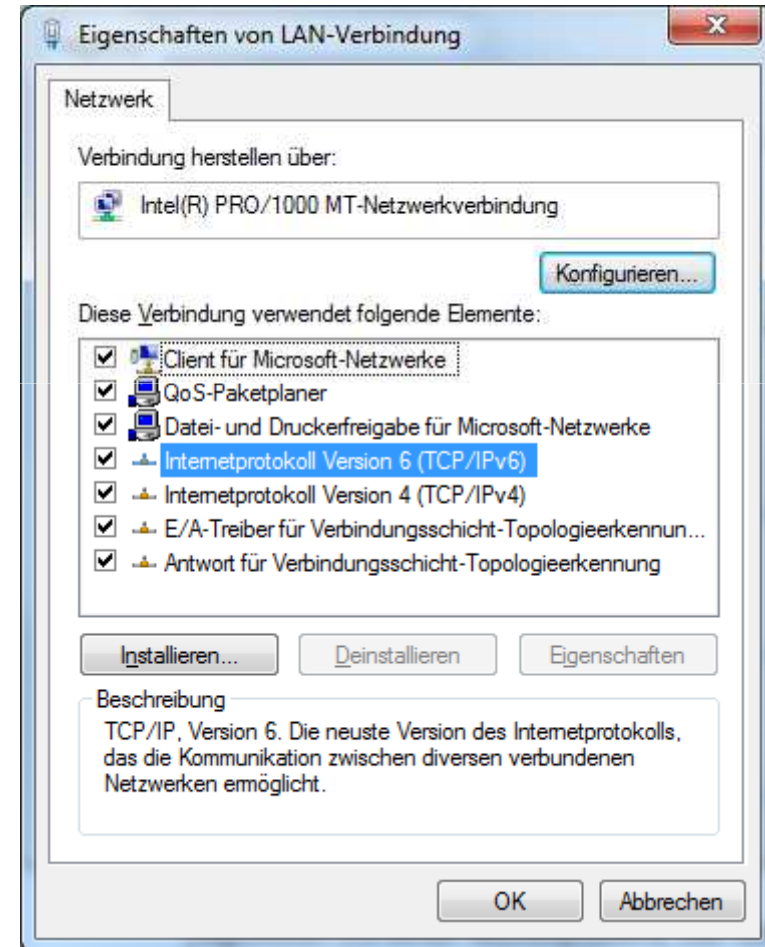 Eigenschaften von LAN-Verbindung
Netzwerk
Verbindung herstellen über:
Intel(R) PRO/1000 MT-Netzwerkverbindung
Konfigurieren...
Diese Verbindung verwendet folgende Elemente:
Client für Microsoft-Netzwerke
QoS-Paketplaner
Datei- und Druckerfreigabe für Microsoft-Netzwerke
Internetprotokoll Version 6 (TCP/IPv6)
Internetprotokoll Version 4 (TCP/IPv4)
E/A-Treiber für Verbindungsschicht-Topologieerkennun...
Antwort für Verbindungsschicht-Topologieerkennung
Installieren... Deinstallieren Eigenschaften
Beschreibung
TCP/IP, Version 6. Die neuste Version des Internetprotokolls,
das die Kommunikation zwischen diversen verbundenen
Netzwerken ermöglicht.
OK Abbrechen